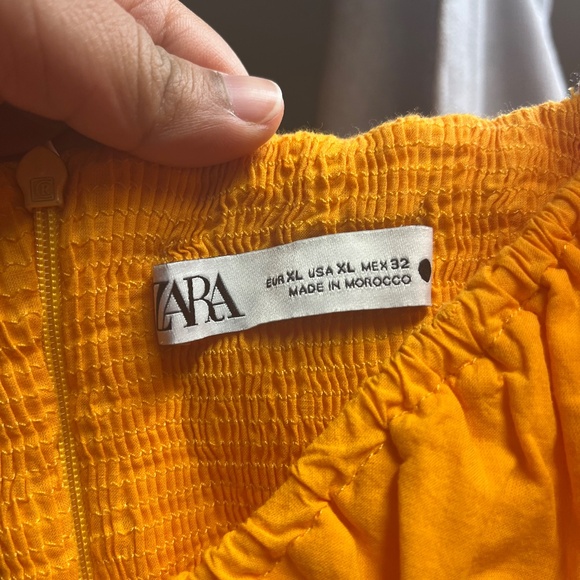 ZARA
EUR XL USA XL MEX 32
MADE IN MOROCCO